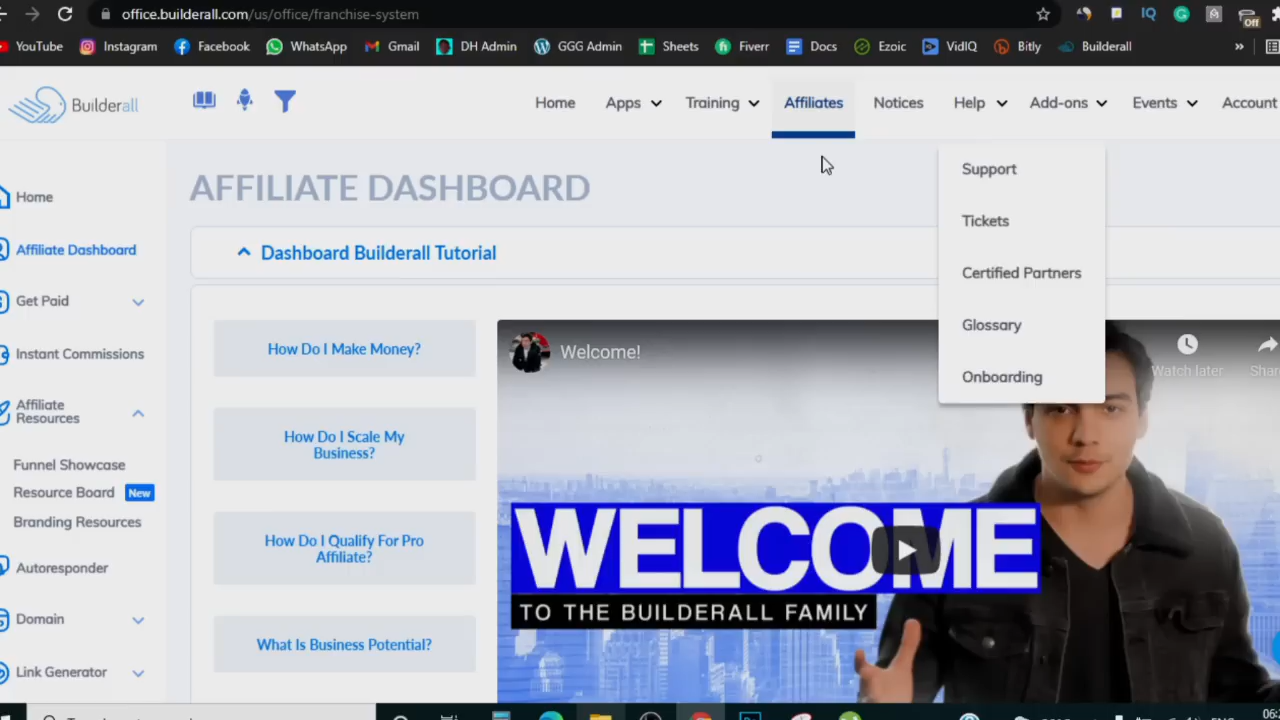 office.builderall.com/us/office/franchise-system
IQ
Off
YouTube
Instagram
Facebook
WhatsApp
Gmail
DH Admin
GGG Admin
Sheets
Fiverr
Docs
Ezoic
VidIQ
Bitly
Builderall
»
Builderall
Home
Apps
Training
Affiliates
Notices
Help
Add-ons
Events
Account
Support
Tickets
Certified Partners
Glossary
Onboarding
Home
Affiliate Dashboard
Get Paid
Instant Commissions
Affiliate
Resources
Funnel Showcase
Resource Board New
Branding Resources
Autoresponder
Domain
Link Generator
AFFILIATE DASHBOARD
Dashboard Builderall Tutorial
How Do I Make Money?
How Do I Scale My
Business?
How Do I Qualify For Pro
Affiliate?
What Is Business Potential?
Welcome!
Watch later
WELCOME
TO THE BUILDERALL FAMILY